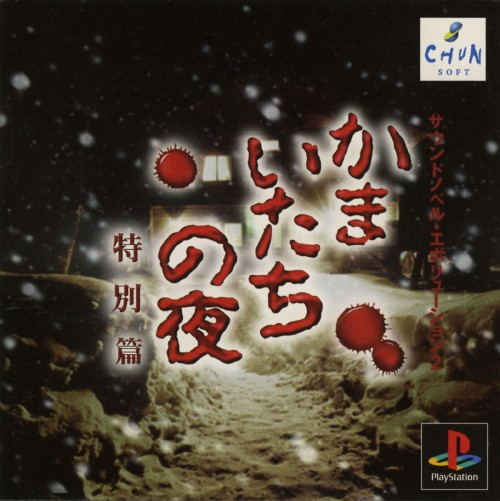 CHUN
SOFT
サウンドノベル・エボリューション2
かま
いたち
の夜
特別篇
PlayStation